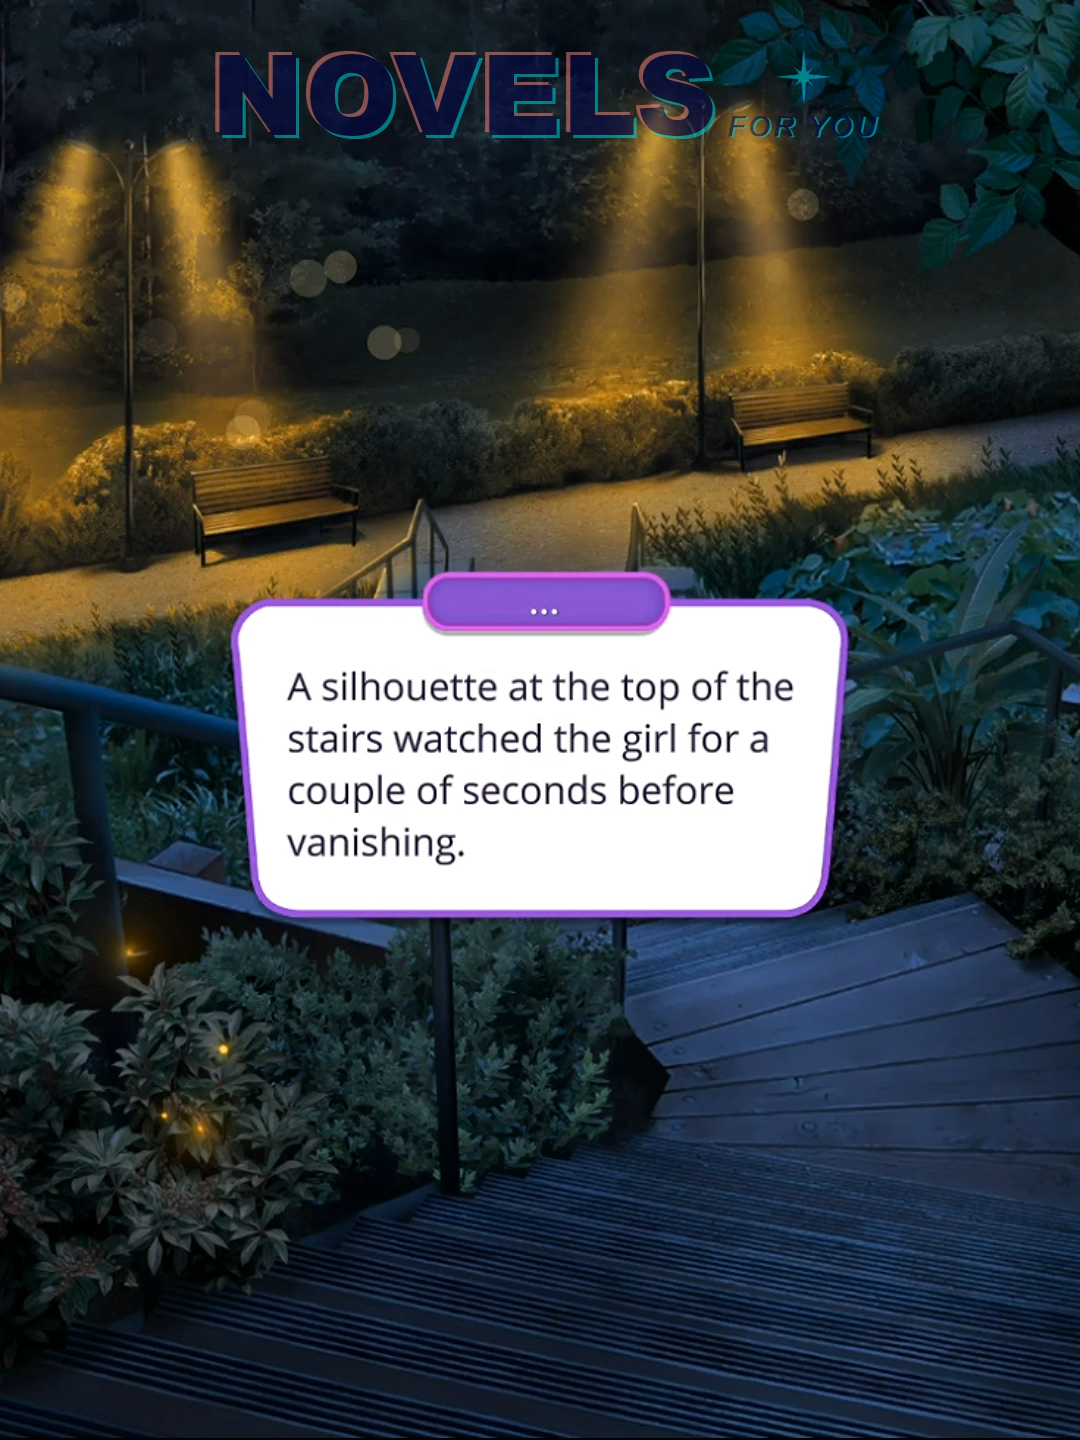 NOVELS
FOR YOU
...
A silhouette at the top of the
stairs watched the girl for a
couple of seconds before
vanishing.